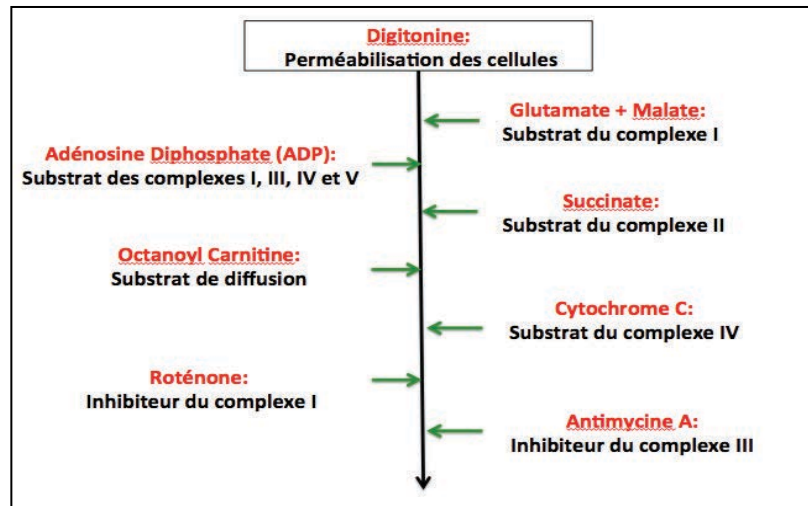 Digitonine:
Perméabilisation des cellules
Glutamate + Malate:
Substrat du complexe I
Adénosine Diphosphate (ADP):
Substrat des complexes I, III, IV et V
Succinate:
Substrat du complexe II
Octanoyl Carnitine:
Substrat de diffusion
Cytochrome C:
Substrat du complexe IV
Roténone:
Inhibiteur du complexe I
Antimycine A:
Inhibiteur du complexe III